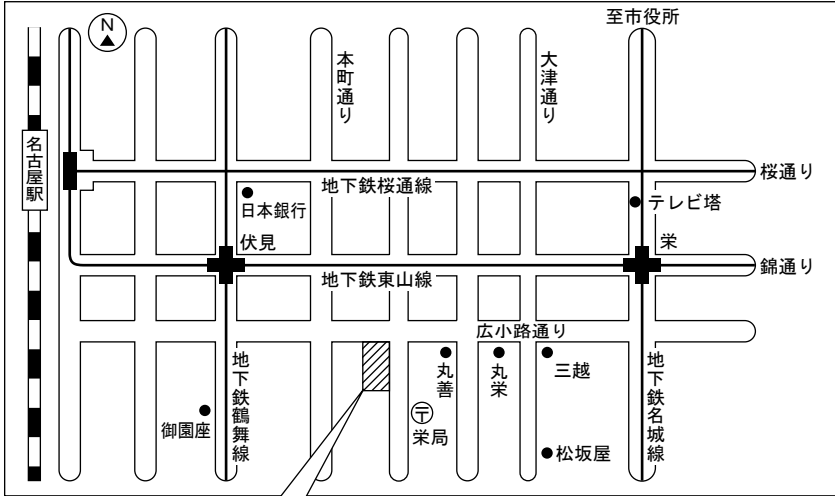 至市役所
N
本町通り
大津通り
名古屋駅
地下鉄桜通線
桜通り
日本銀行
テレビ塔
伏見
栄
地下鉄東山線
錦通り
広小路通り
地下鉄鶴舞線
丸善
丸栄
三越
地下鉄名城線
御園座
〒
栄局
松坂屋